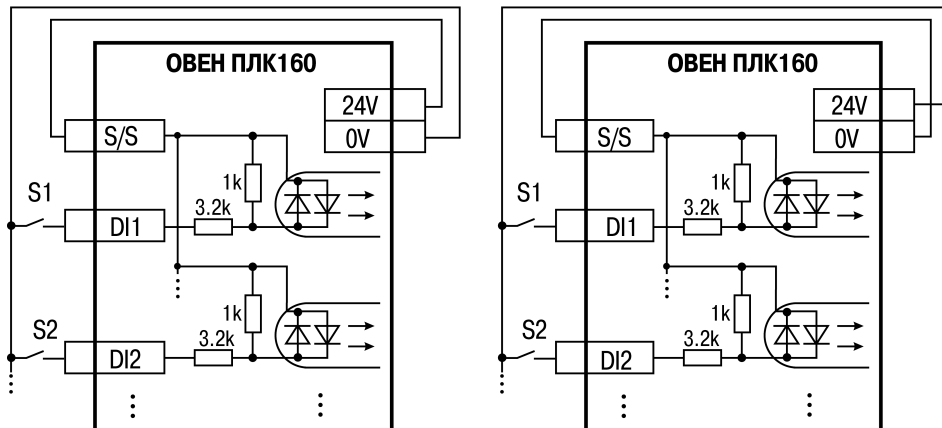 ОВЕН ПЛК160
24V
0V
S/S
1k
S1
3.2k
DI1
1k
S2
3.2k
DI2
ОВЕН ПЛК160
24V
0V
S/S
1k
S1
3.2k
DI1
1k
S2
3.2k
DI2